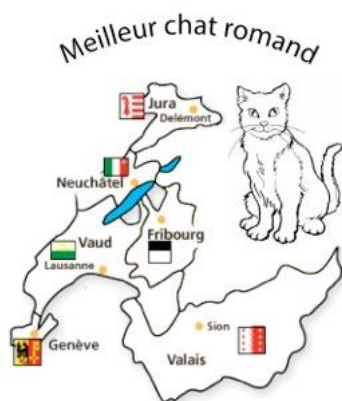 Meilleur chat romand
Jura
Delémont
Neuchâtel
Vaud
Fribourg
Lausanne
Genève
Sion
Valais